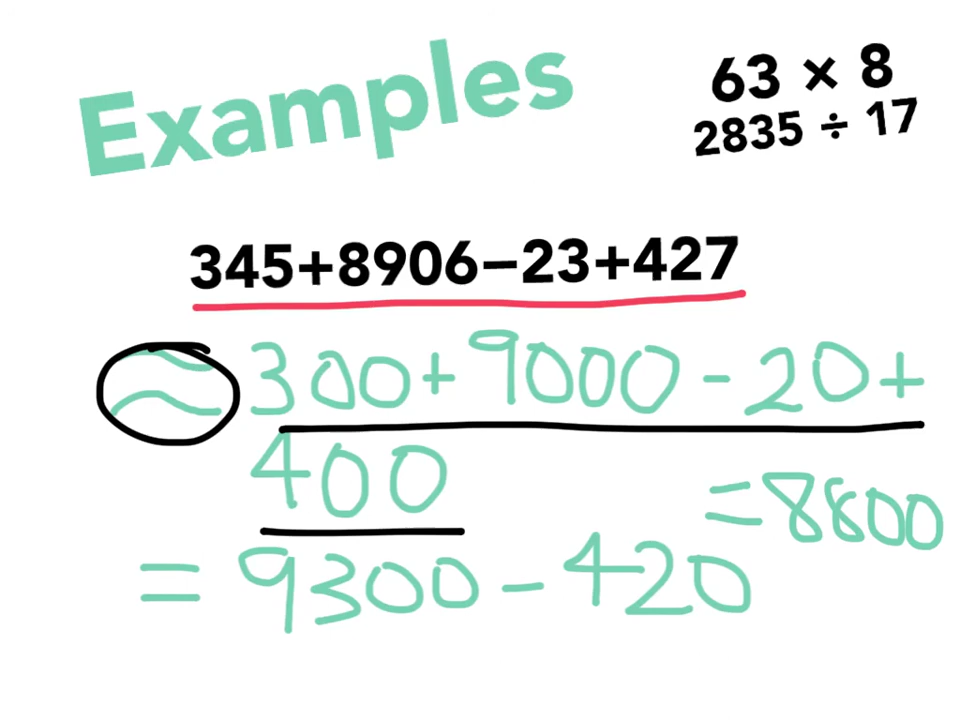 Examples
63 × 8
2835 ÷ 17
345+8906−23+427
≈ 300+9000-20+
400
=8800
=9300-420